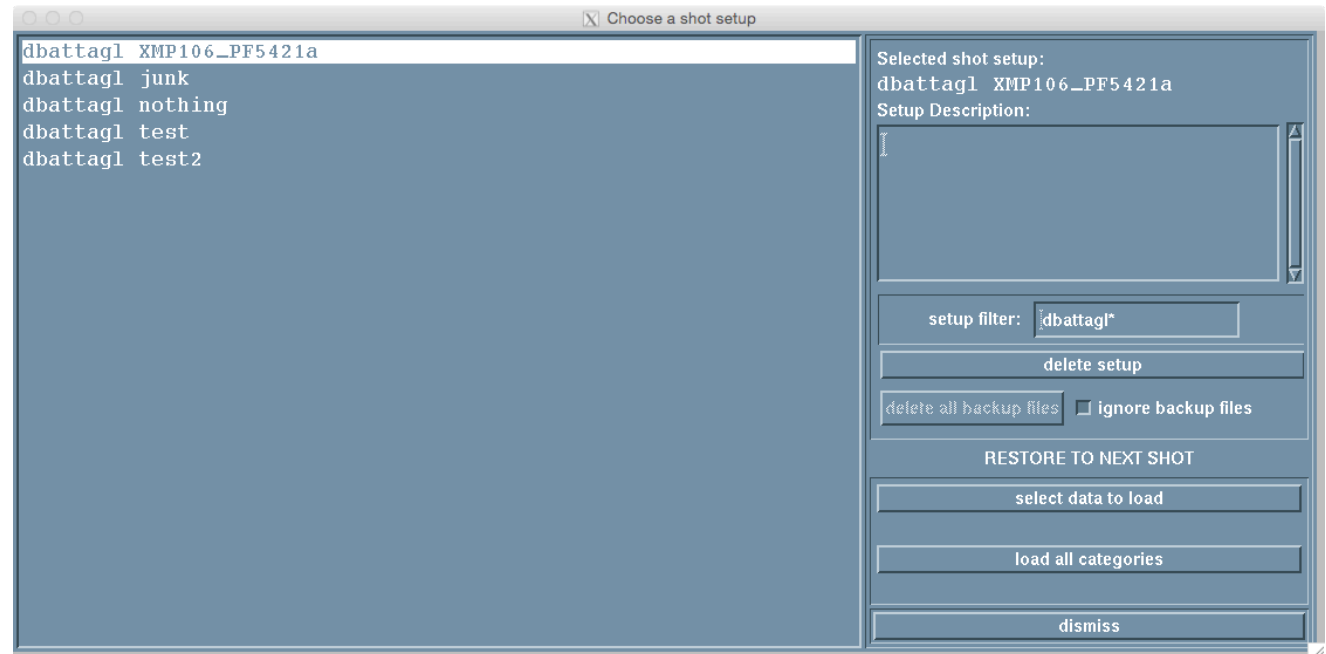 Choose a shot setup
dbattagl XMP106_PF5421a
dbattagl junk
dbattagl nothing
dbattagl test
dbattagl test2
Selected shot setup:
dbattagl XMP106_PF5421a
Setup Description:
setup filter: dbattagl*
delete setup
delete all backup files ignore backup files
RESTORE TO NEXT SHOT
select data to load
load all categories
dismiss